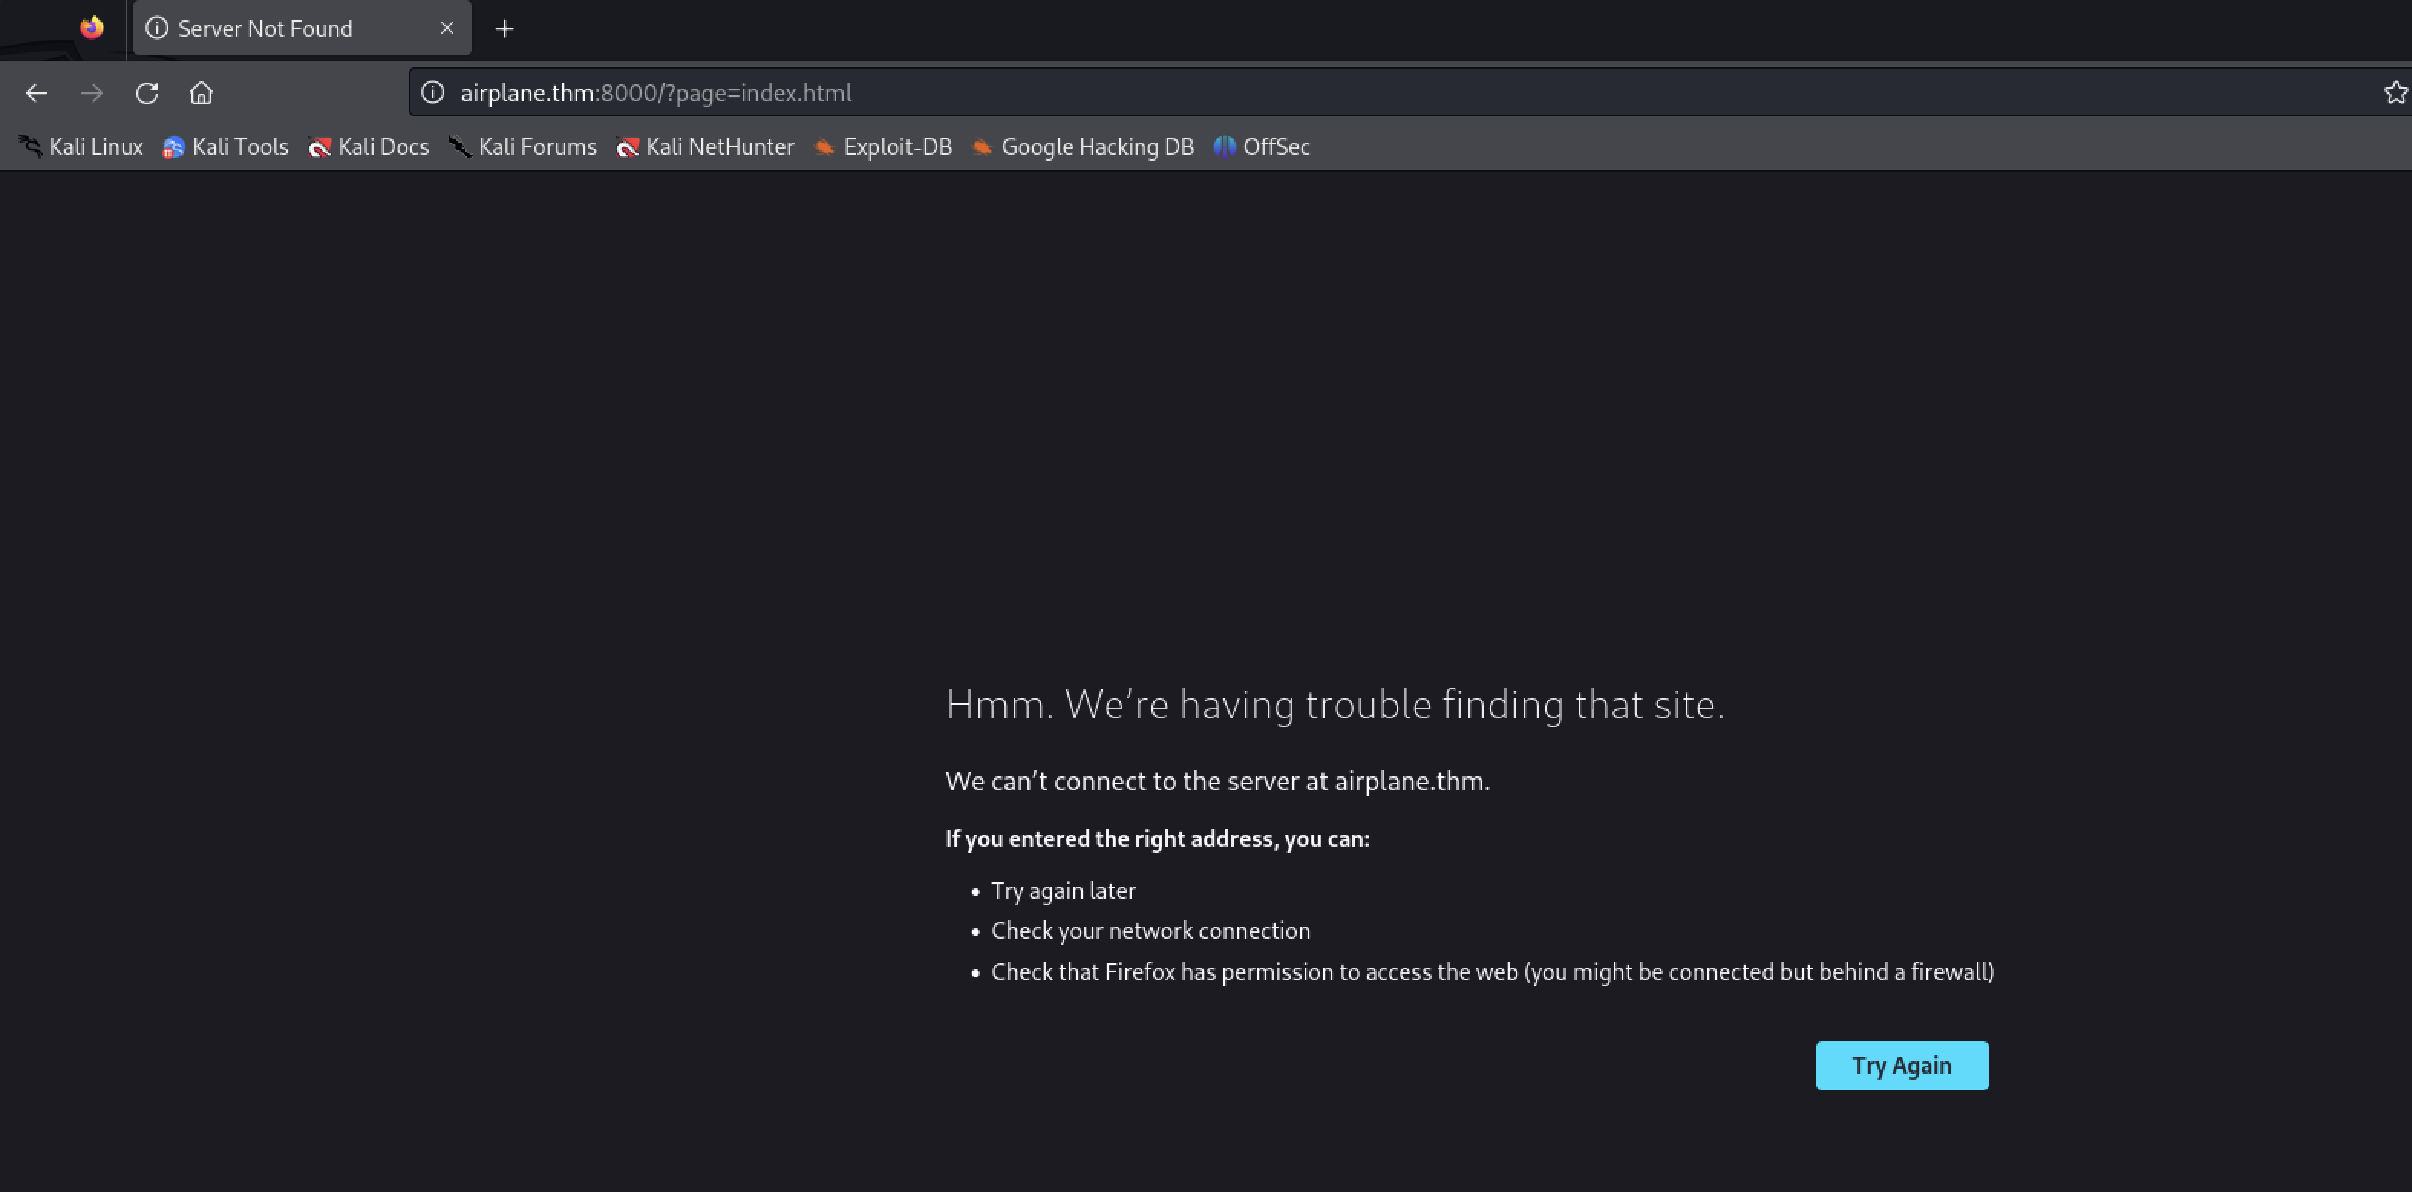 Server Not Found
airplane.thm:8000/?page=index.html
Kali Linux Kali Tools Kali Docs Kali Forums Kali NetHunter Exploit-DB Google Hacking DB OffSec
Hmm. We’re having trouble finding that site.
We can’t connect to the server at airplane.thm.
If you entered the right address, you can:
• Try again later
• Check your network connection
• Check that Firefox has permission to access the web (you might be connected but behind a firewall)
Try Again